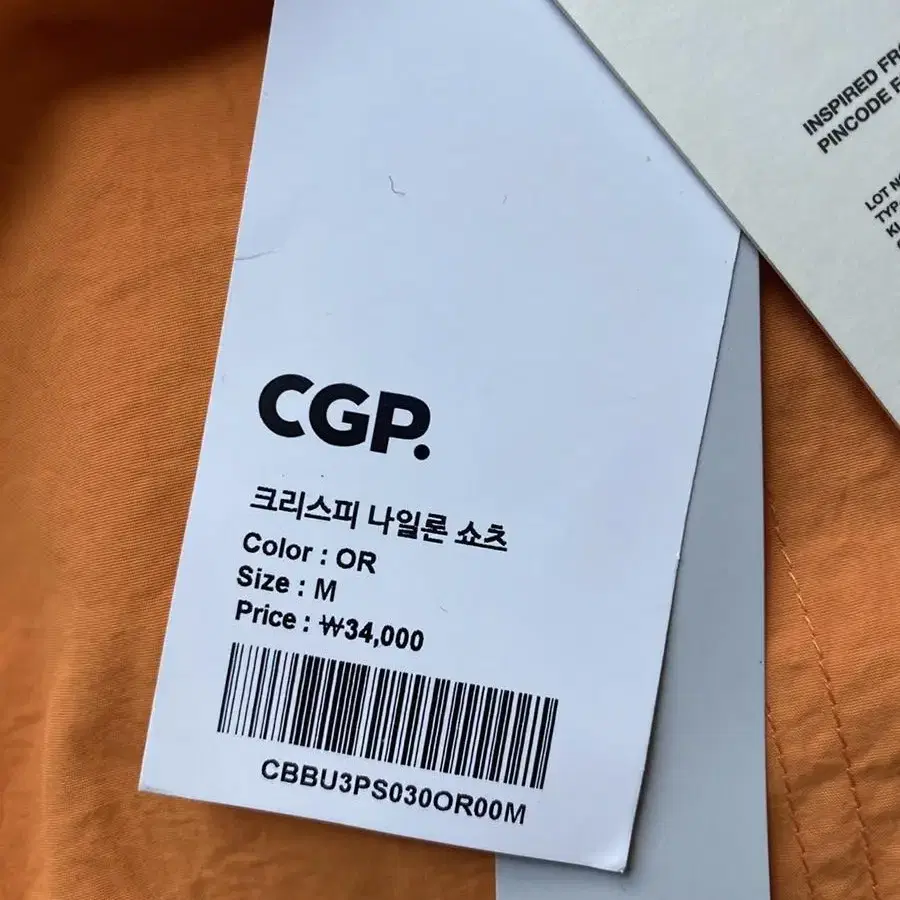 CGP.
크리스피 나일론 쇼츠
Color : OR
Size : M
Price : ₩34,000
CBBU3PS030OR00M
INSPIRED
PINCODE
LOT